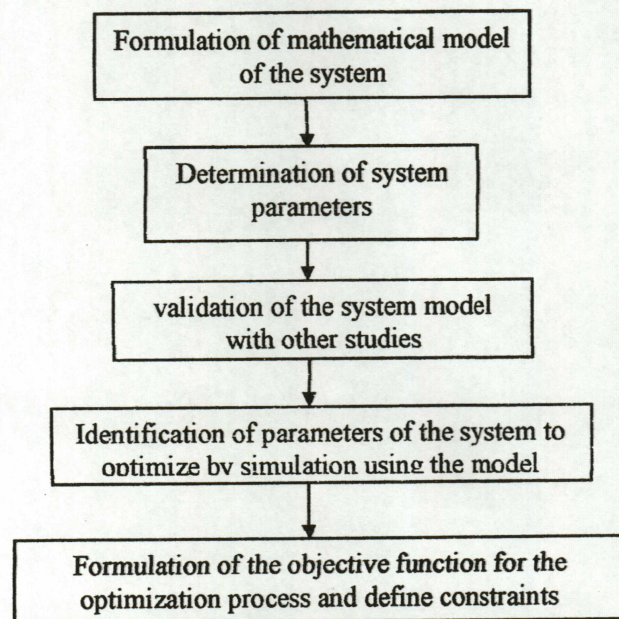 Formulation of mathematical model
of the system
Determination of system
parameters
validation of the system model
with other studies
Identification of parameters of the system to
optimize by simulation using the model
Formulation of the objective function for the
optimization process and define constraints